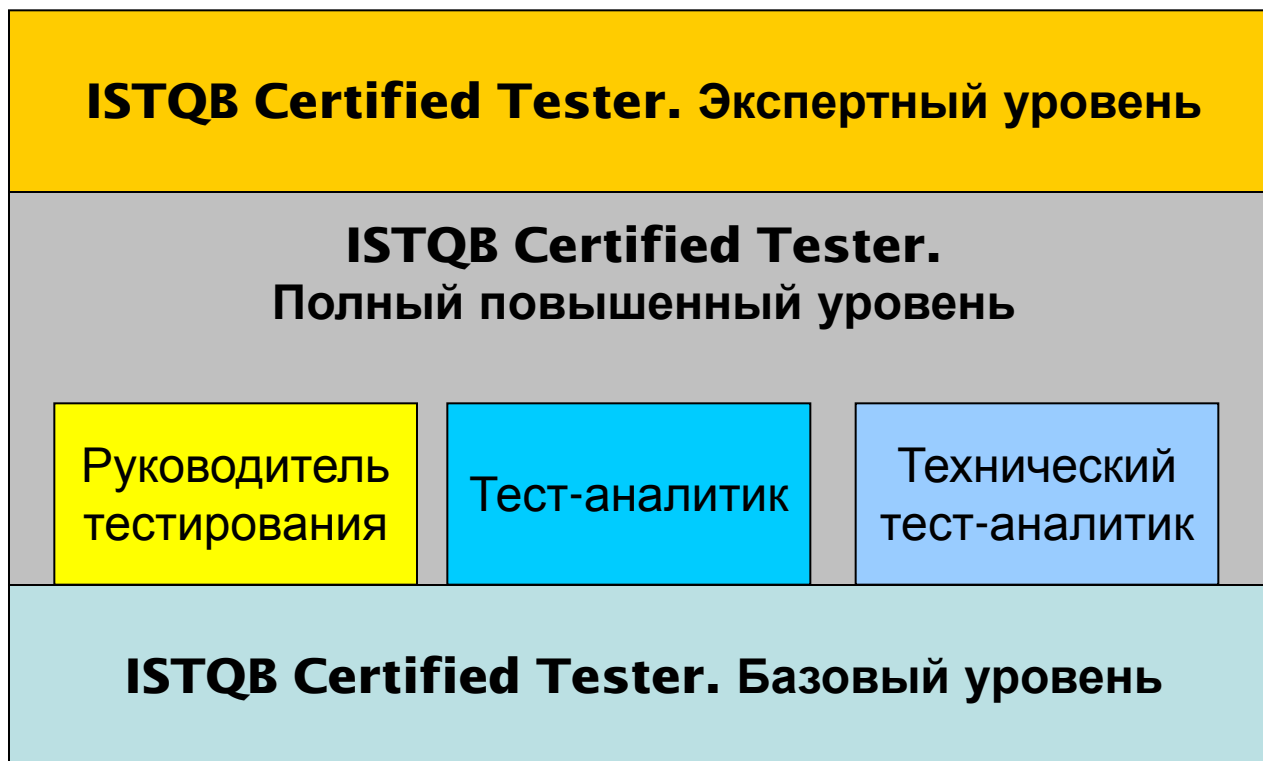 ISTQB Certified Tester. Экспертный уровень
ISTQB Certified Tester.
Полный повышенный уровень
Руководитель
тестирования
Тест-аналитик
Технический
тест-аналитик
ISTQB Certified Tester. Базовый уровень